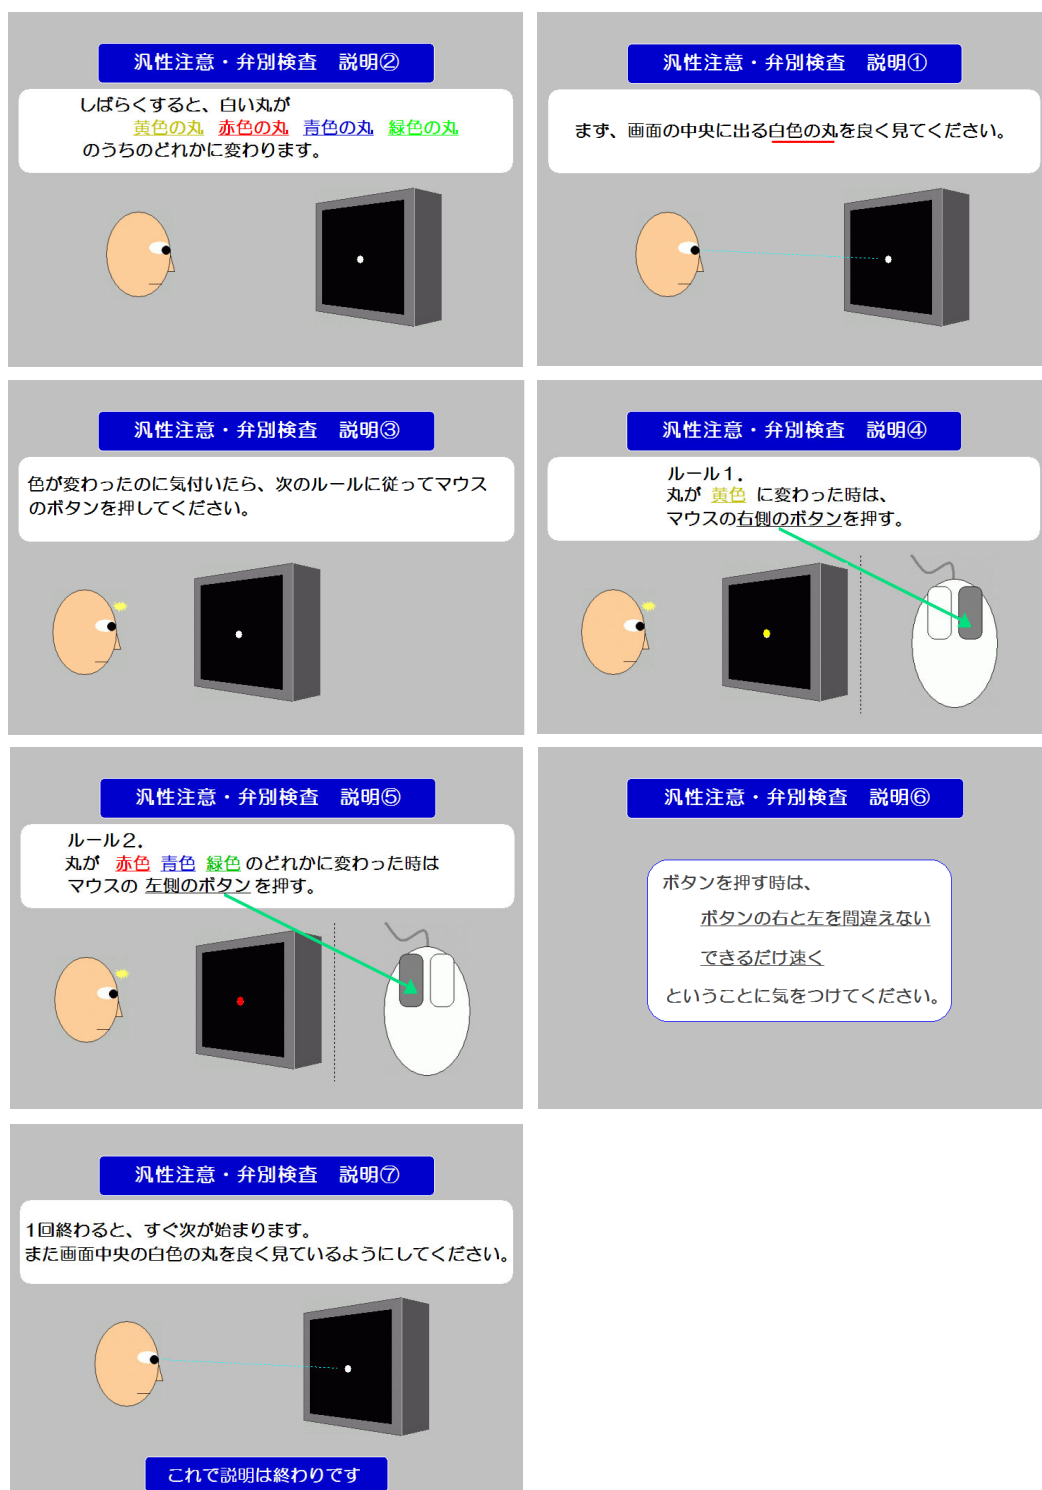 汎性注意・弁別検査　説明②
しばらくすると、白い丸が
黄色の丸　赤色の丸　青色の丸　緑色の丸
のうちのどれかに変わります。
汎性注意・弁別検査　説明①
まず、画面の中央に出る白色の丸を良く見てください。
汎性注意・弁別検査　説明③
色が変わったのに気付いたら、次のルールに従ってマウス
のボタンを押してください。
汎性注意・弁別検査　説明④
ルール１．
丸が 黄色 に変わった時は、
マウスの右側のボタンを押す。
汎性注意・弁別検査　説明⑤
ルール２．
丸が 赤色 青色 緑色 のどれかに変わった時は
マウスの 左側のボタン を押す。
汎性注意・弁別検査　説明⑥
ボタンを押す時は、
ボタンの右と左を間違えない
できるだけ速く
ということに気をつけてください。
汎性注意・弁別検査　説明⑦
1回終わると、すぐ次が始まります。
また画面中央の白色の丸を良く見ているようにしてください。
これで説明は終わりです